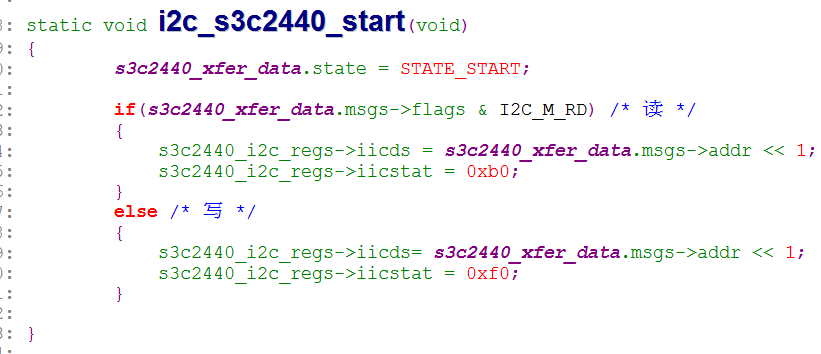 : static void i2c_s3c2440_start(void)
: {
: s3c2440_xfer_data.state = STATE_START;
:
: if(s3c2440_xfer_data.msgs->flags & I2C_M_RD) /* 读 */
: {
: s3c2440_i2c_regs->iicds = s3c2440_xfer_data.msgs->addr << 1;
: s3c2440_i2c_regs->iicstat = 0xb0;
: }
: else /* 写 */
: {
: s3c2440_i2c_regs->iicds= s3c2440_xfer_data.msgs->addr << 1;
: s3c2440_i2c_regs->iicstat = 0xf0;
: }
:
: }